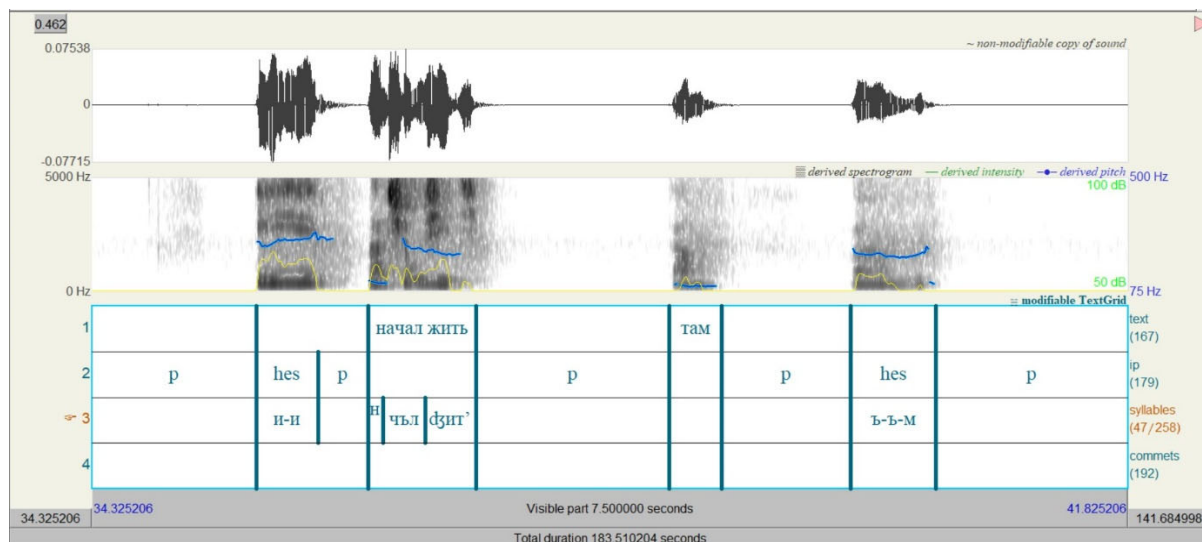 0.462
0.07538
~ non-modifiable copy of sound
0
-0.07715
5000 Hz
derived spectrogram
derived intensity
derived pitch
500 Hz
100 dB
0 Hz
50 dB
75 Hz
modifiable TextGrid
1
начал жить
там
text
(167)
2
p
hes
p
p
p
hes
p
ip
(179)
3
и-и
н
чъл
ʤит’
ъ-ъ-м
syllables
(47/258)
4
commets
(192)
34.325206
34.325206
Visible part 7.500000 seconds
41.825206
141.684998
Total duration 183.510204 seconds